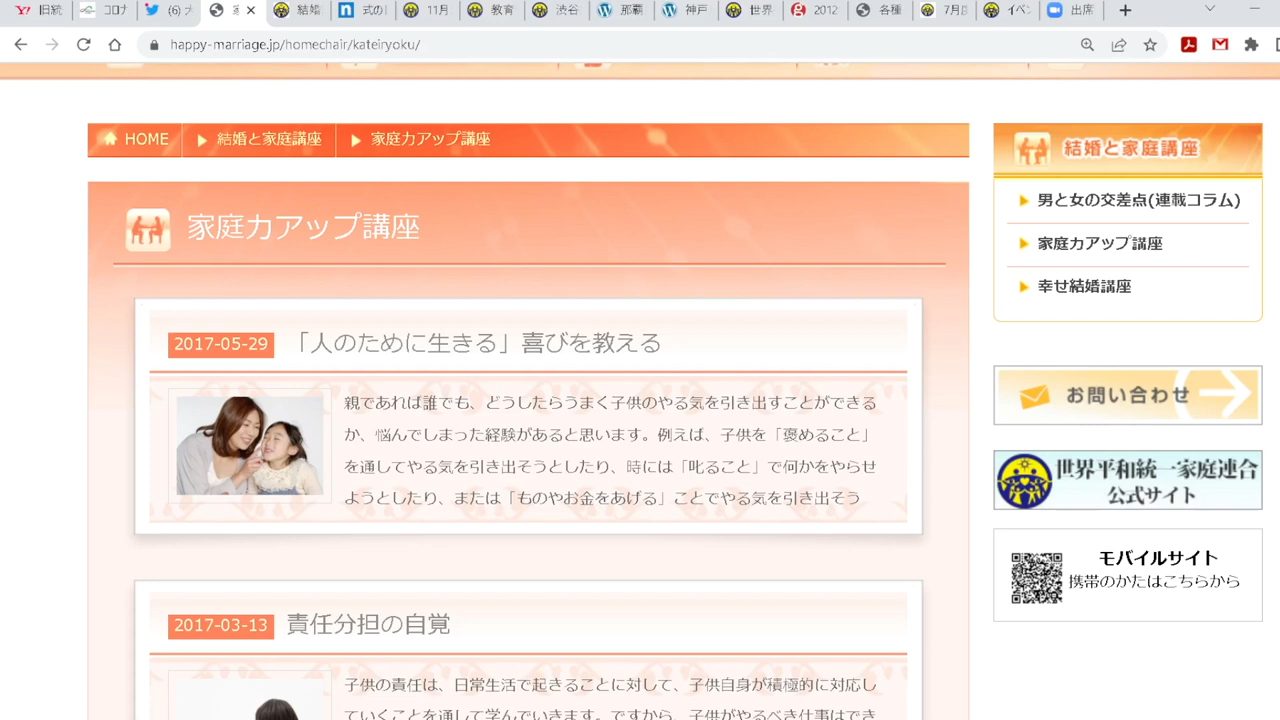 旧統
コロナ
(6) ナ
結婚
式の
11月
教育
渋谷
那覇
神戸
世界
2012
各種
7月
イベン
出席
happy-marriage.jp/homechair/kateiryoku/
HOME
結婚と家庭講座
家庭力アップ講座
家庭力アップ講座
2017-05-29
「人のために生きる」喜びを教える
親であれば誰でも、どうしたらうまく子供のやる気を引き出すことができる
か、悩んでしまった経験があると思います。例えば、子供を「褒めること」
を通してやる気を引き出そうとしたり、時には「叱ること」で何かをやらせ
ようとしたり、または「ものやお金をあげる」ことでやる気を引き出そう
2017-03-13
責任分担の自覚
子供の責任は、日常生活で起きることに対して、子供自身が積極的に対応し
ていくことを通して学んでいきます。ですから、子供がやるべき仕事はでき
結婚と家庭講座
男と女の交差点(連載コラム)
家庭力アップ講座
幸せ結婚講座
お問い合わせ
世界平和統一家庭連合
公式サイト
モバイルサイト
携帯のかたはこちらから